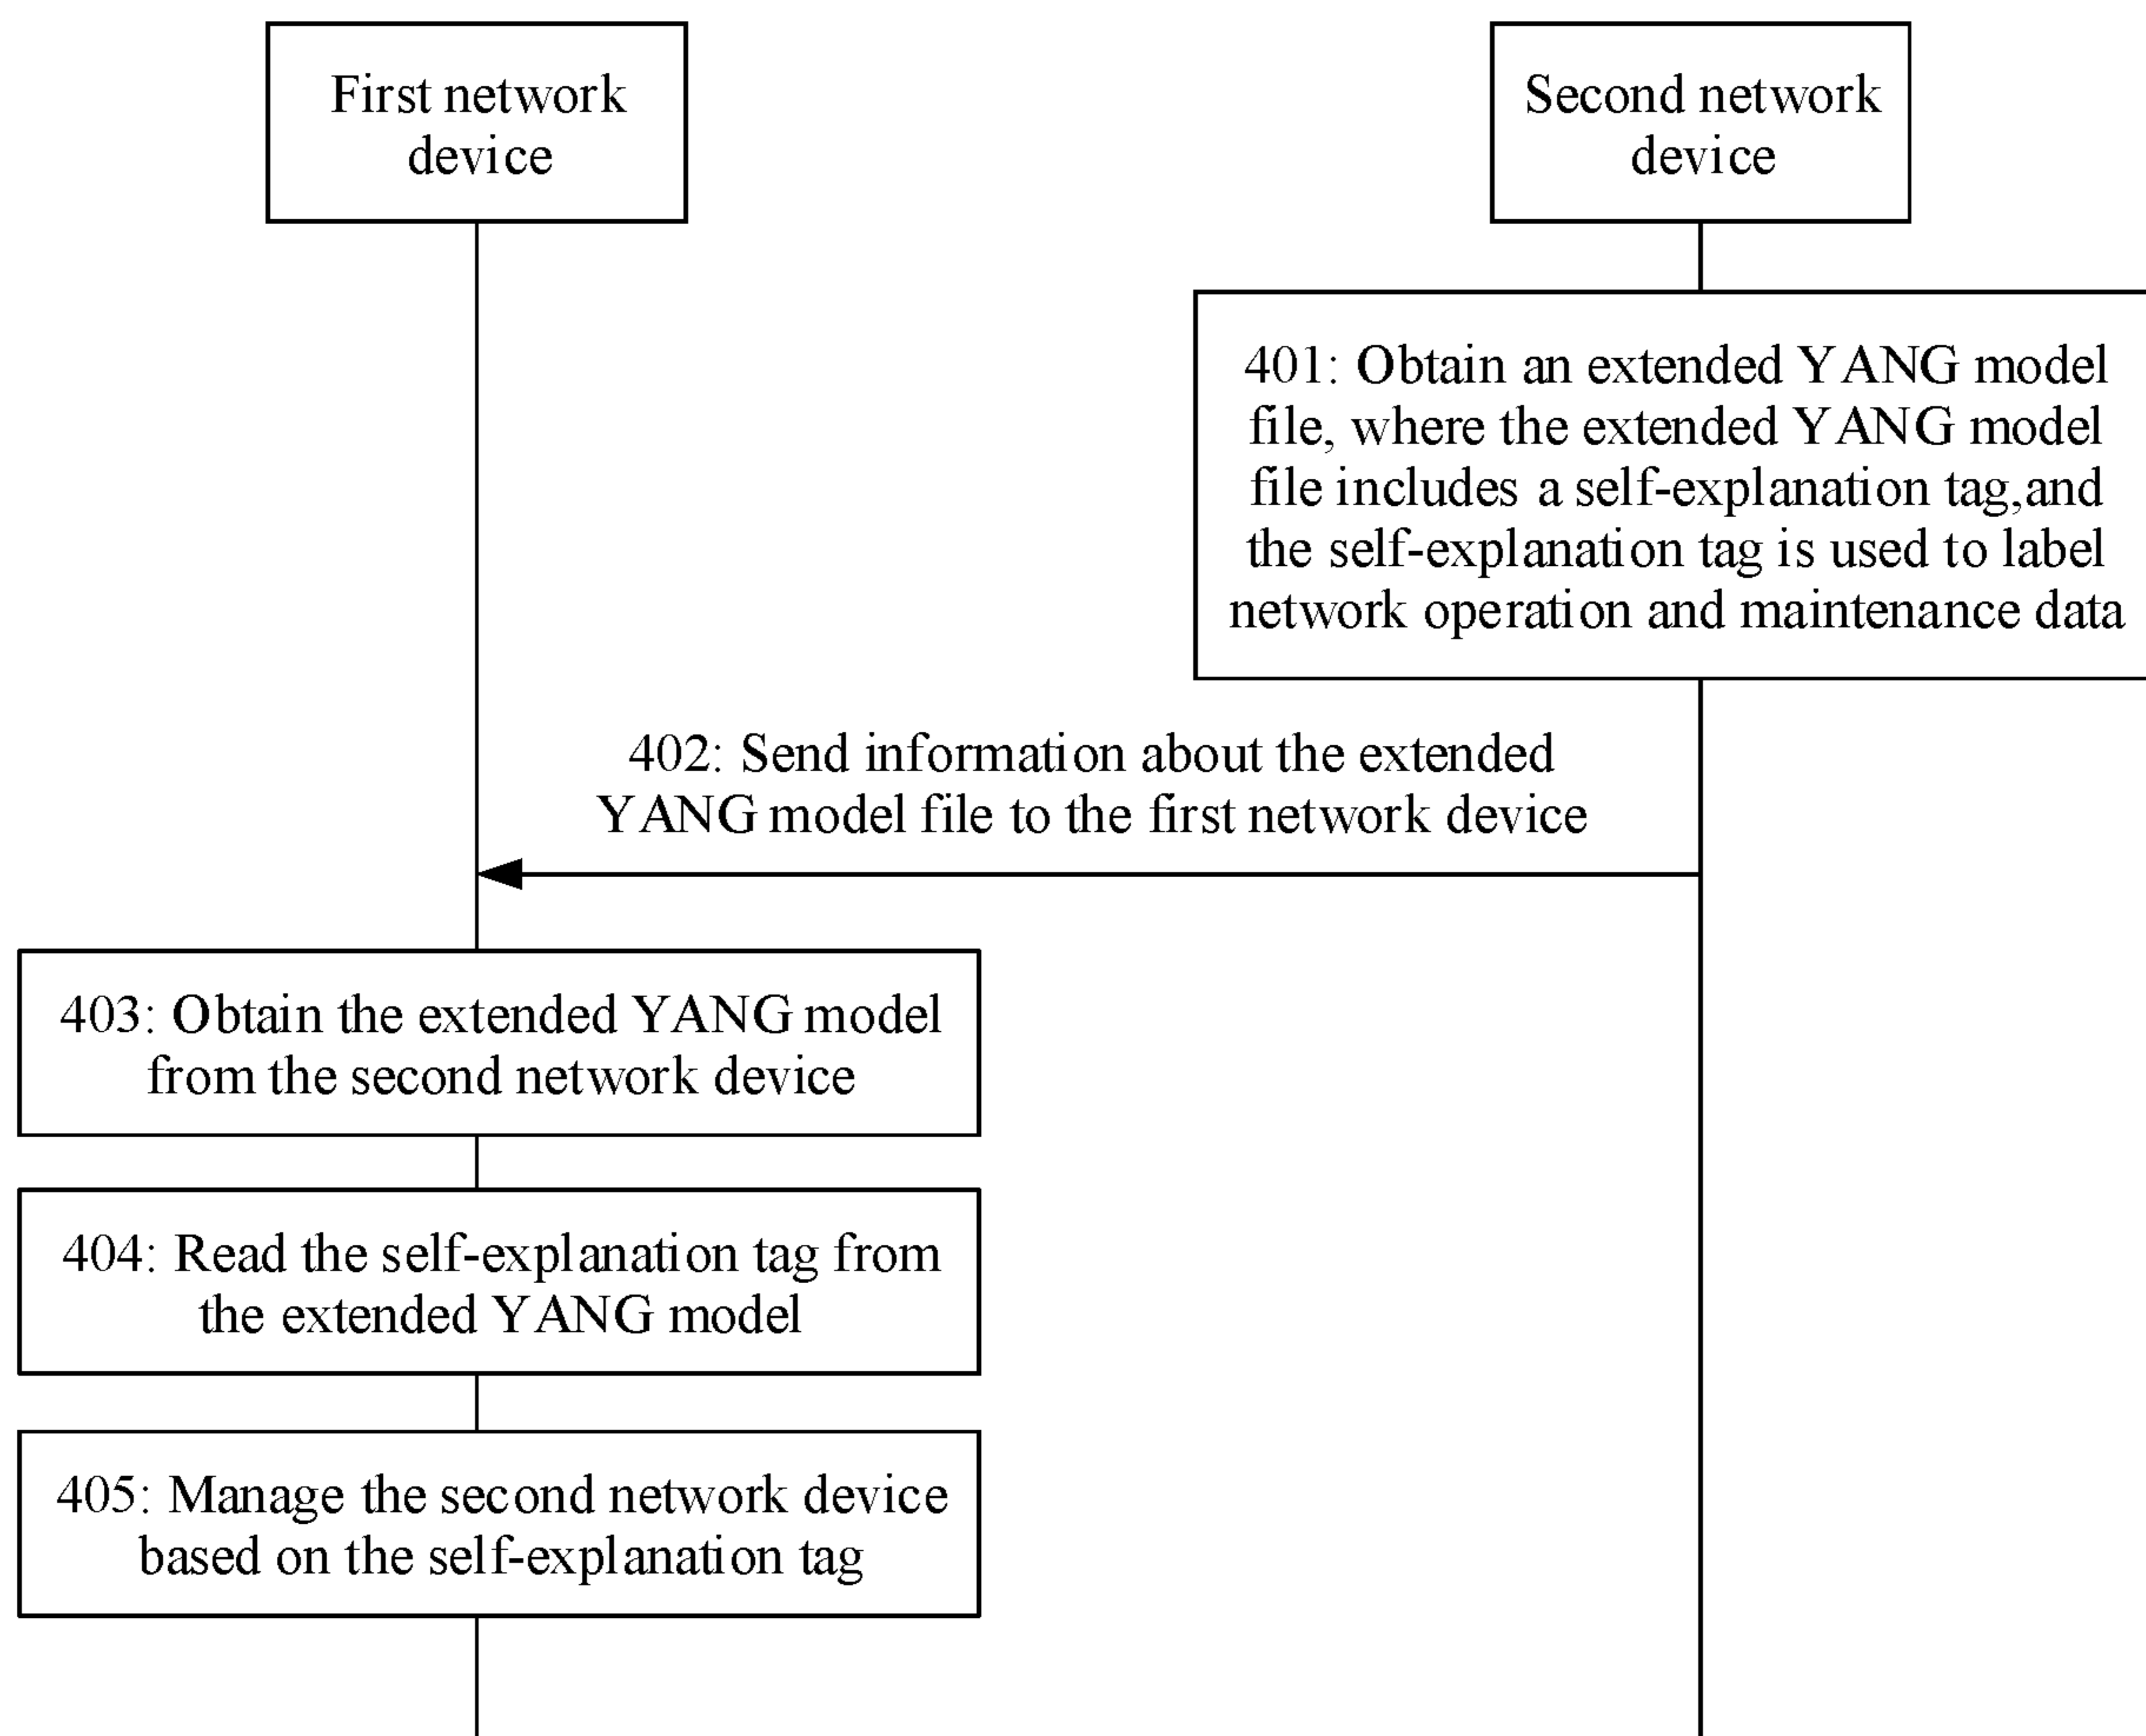 First network
device
Second network
device
401: Obtain an extended YANG model
file, where the extended YANG model
file includes a self-explanation tag,and
the self-explanation tag is used to label
network operation and maintenance data
402: Send information about the extended
YANG model file to the first network device
403: Obtain the extended YANG model
from the second network device
404: Read the self-explanation tag from
the extended YANG model
405: Manage the second network device
based on the self-explanation tag